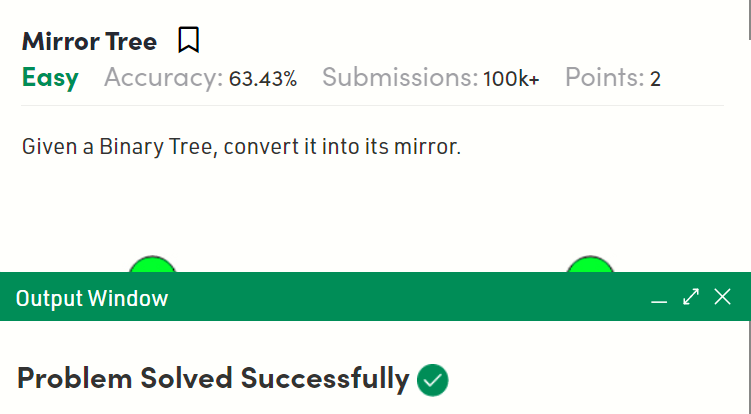 Mirror Tree
Easy Accuracy: 63.43% Submissions: 100k+ Points: 2
Given a Binary Tree, convert it into its mirror.
Output Window
Problem Solved Successfully